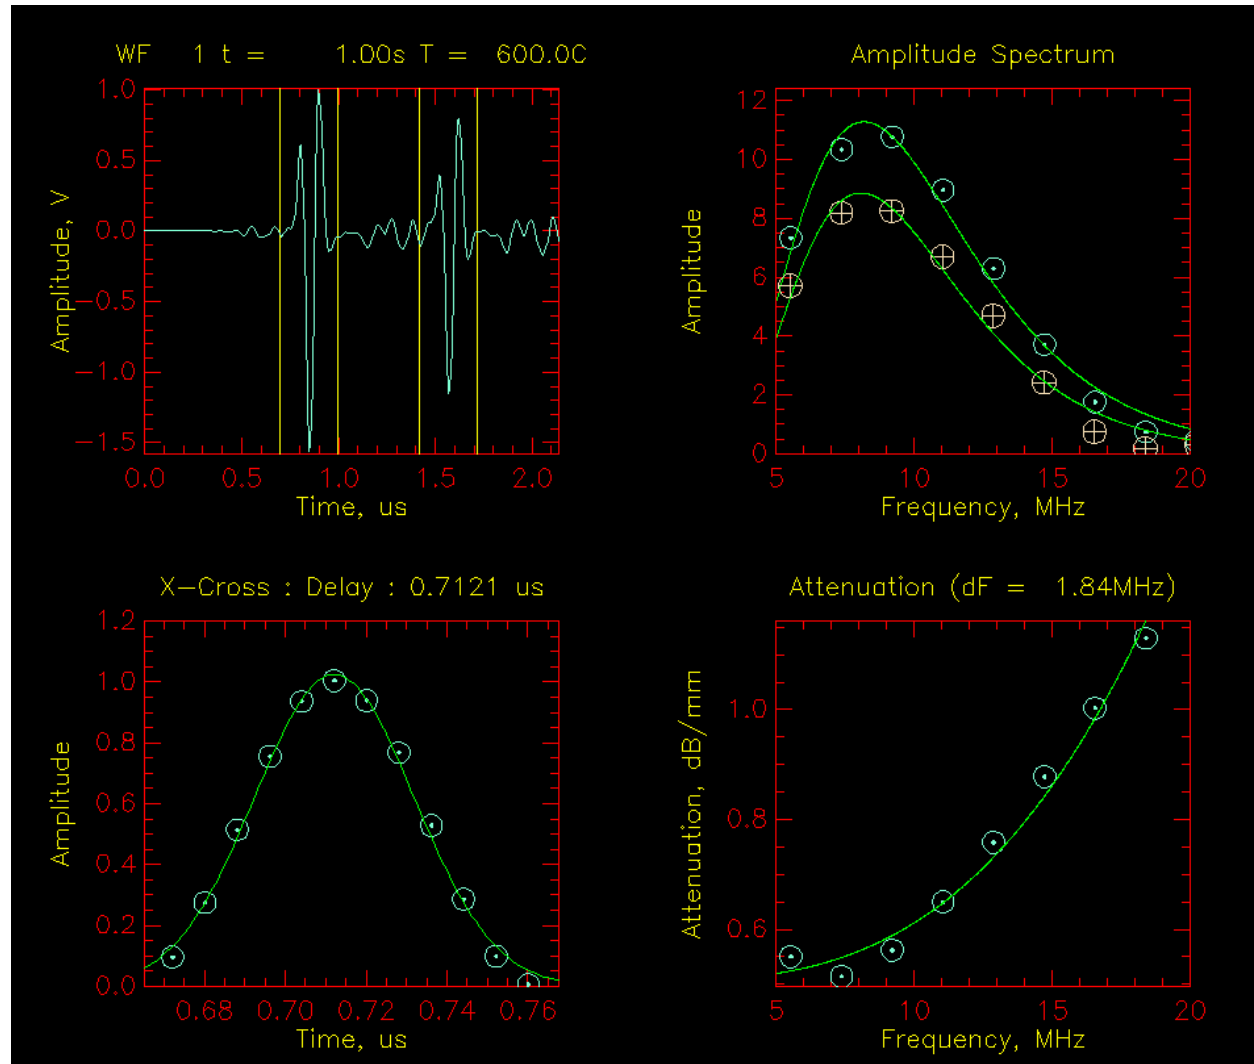 WF 1 t = 1.00s T = 600.0C
Amplitude, V
1.0
0.5
0.0
−0.5
−1.0
−1.5
0.0 0.5 1.0 1.5 2.0
Time, us
Amplitude Spectrum
Amplitude
12
10
8
6
4
2
0
5 10 15 20
Frequency, MHz
X−Cross : Delay : 0.7121 us
Amplitude
1.2
1.0
0.8
0.6
0.4
0.2
0.0
0.68 0.70 0.72 0.74 0.76
Time, us
Attenuation (dF = 1.84MHz)
Attenuation, dB/mm
1.0
0.8
0.6
5 10 15 20
Frequency, MHz